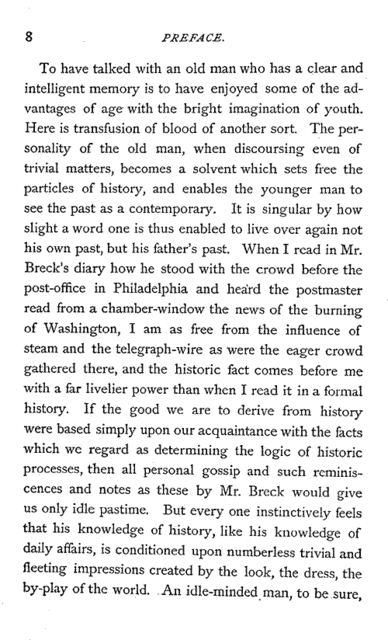 8 PREFACE.
To have talked with an old man who has a clear and
intelligent memory is to have enjoyed some of the ad-
vantages of age with the bright imagination of youth.
Here is transfusion of blood of another sort. The per-
sonality of the old man, when discoursing even of
trivial matters, becomes a solvent which sets free the
particles of history, and enables the younger man to
see the past as a contemporary. It is singular by how
slight a word one is thus enabled to live over again not
his own past, but his father's past. When I read in Mr.
Breck's diary how he stood with the crowd before the
post-office in Philadelphia and heard the postmaster
read from a chamber-window the news of the burning
of Washington, I am as free from the influence of
steam and the telegraph-wire as were the eager crowd
gathered there, and the historic fact comes before me
with a far livelier power than when I read it in a formal
history. If the good we are to derive from history
were based simply upon our acquaintance with the facts
which we regard as determining the logic of historic
processes, then all personal gossip and such reminis-
cences and notes as these by Mr. Breck would give
us only idle pastime. But every one instinctively feels
that his knowledge of history, like his knowledge of
daily affairs, is conditioned upon numberless trivial and
fleeting impressions created by the look, the dress, the
by-play of the world. An idle-minded man, to be sure,